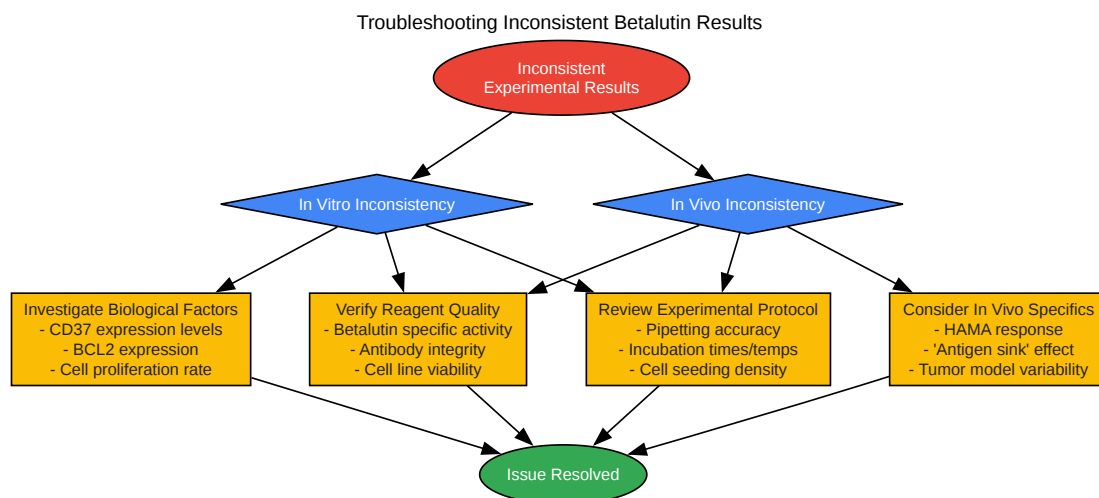 Troubleshooting Inconsistent Betalutin Results
Inconsistent
Experimental Results
In Vitro Inconsistency
In Vivo Inconsistency
Investigate Biological Factors
- CD37 expression levels
- BCL2 expression
- Cell proliferation rate
Verify Reagent Quality
- Betalutin specific activity
- Antibody integrity
- Cell line viability
Review Experimental Protocol
- Pipetting accuracy
- Incubation times/temps
- Cell seeding density
Consider In Vivo Specifics
- HAMA response
- 'Antigen sink' effect
- Tumor model variability
Issue Resolved